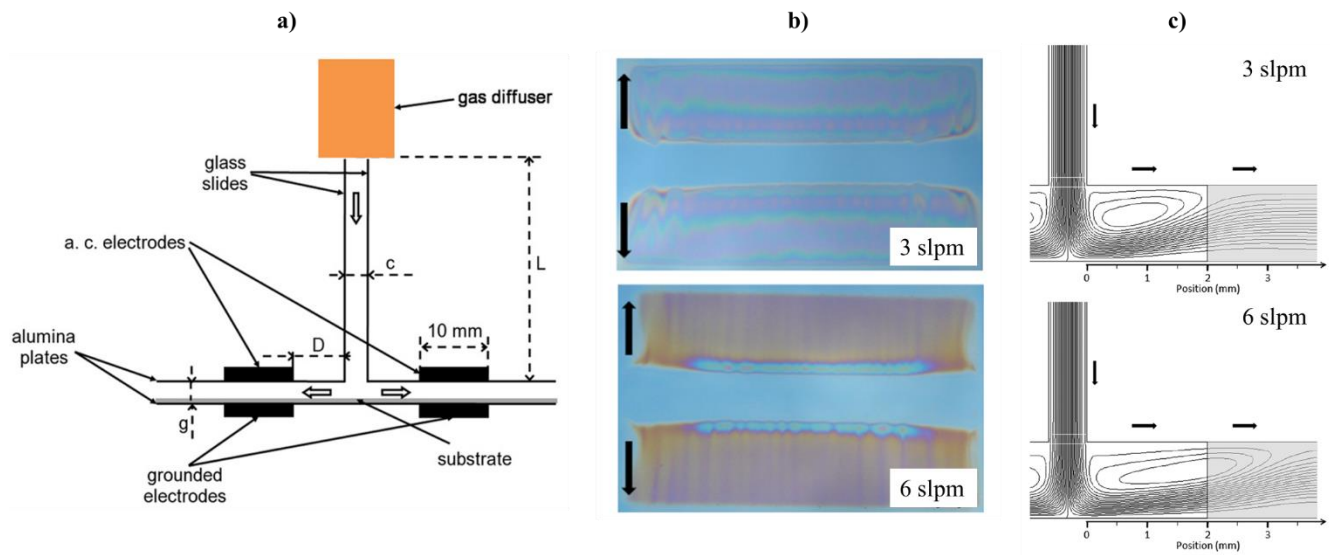 a)
gas diffuser
glass
slides
a. c. electrodes
c
L
10 mm
D
alumina
plates
g
substrate
grounded
electrodes
b)
3 slpm
6 slpm
c)
3 slpm
0 1 2 3
Position (mm)
6 slpm
0 1 2 3
Position (mm)